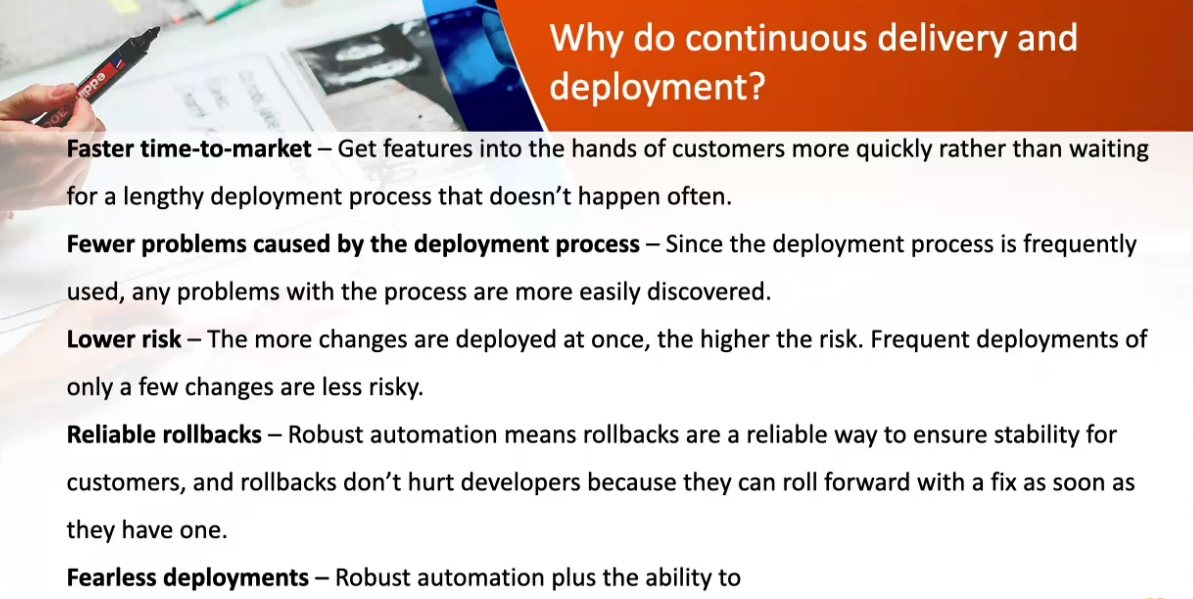 Why do continuous delivery and
deployment?
edding
Faster time-to-market – Get features into the hands of customers more quickly rather than waiting
for a lengthy deployment process that doesn’t happen often.
Fewer problems caused by the deployment process – Since the deployment process is frequently
used, any problems with the process are more easily discovered.
Lower risk – The more changes are deployed at once, the higher the risk. Frequent deployments of
only a few changes are less risky.
Reliable rollbacks – Robust automation means rollbacks are a reliable way to ensure stability for
customers, and rollbacks don’t hurt developers because they can roll forward with a fix as soon as
they have one.
Fearless deployments – Robust automation plus the ability to